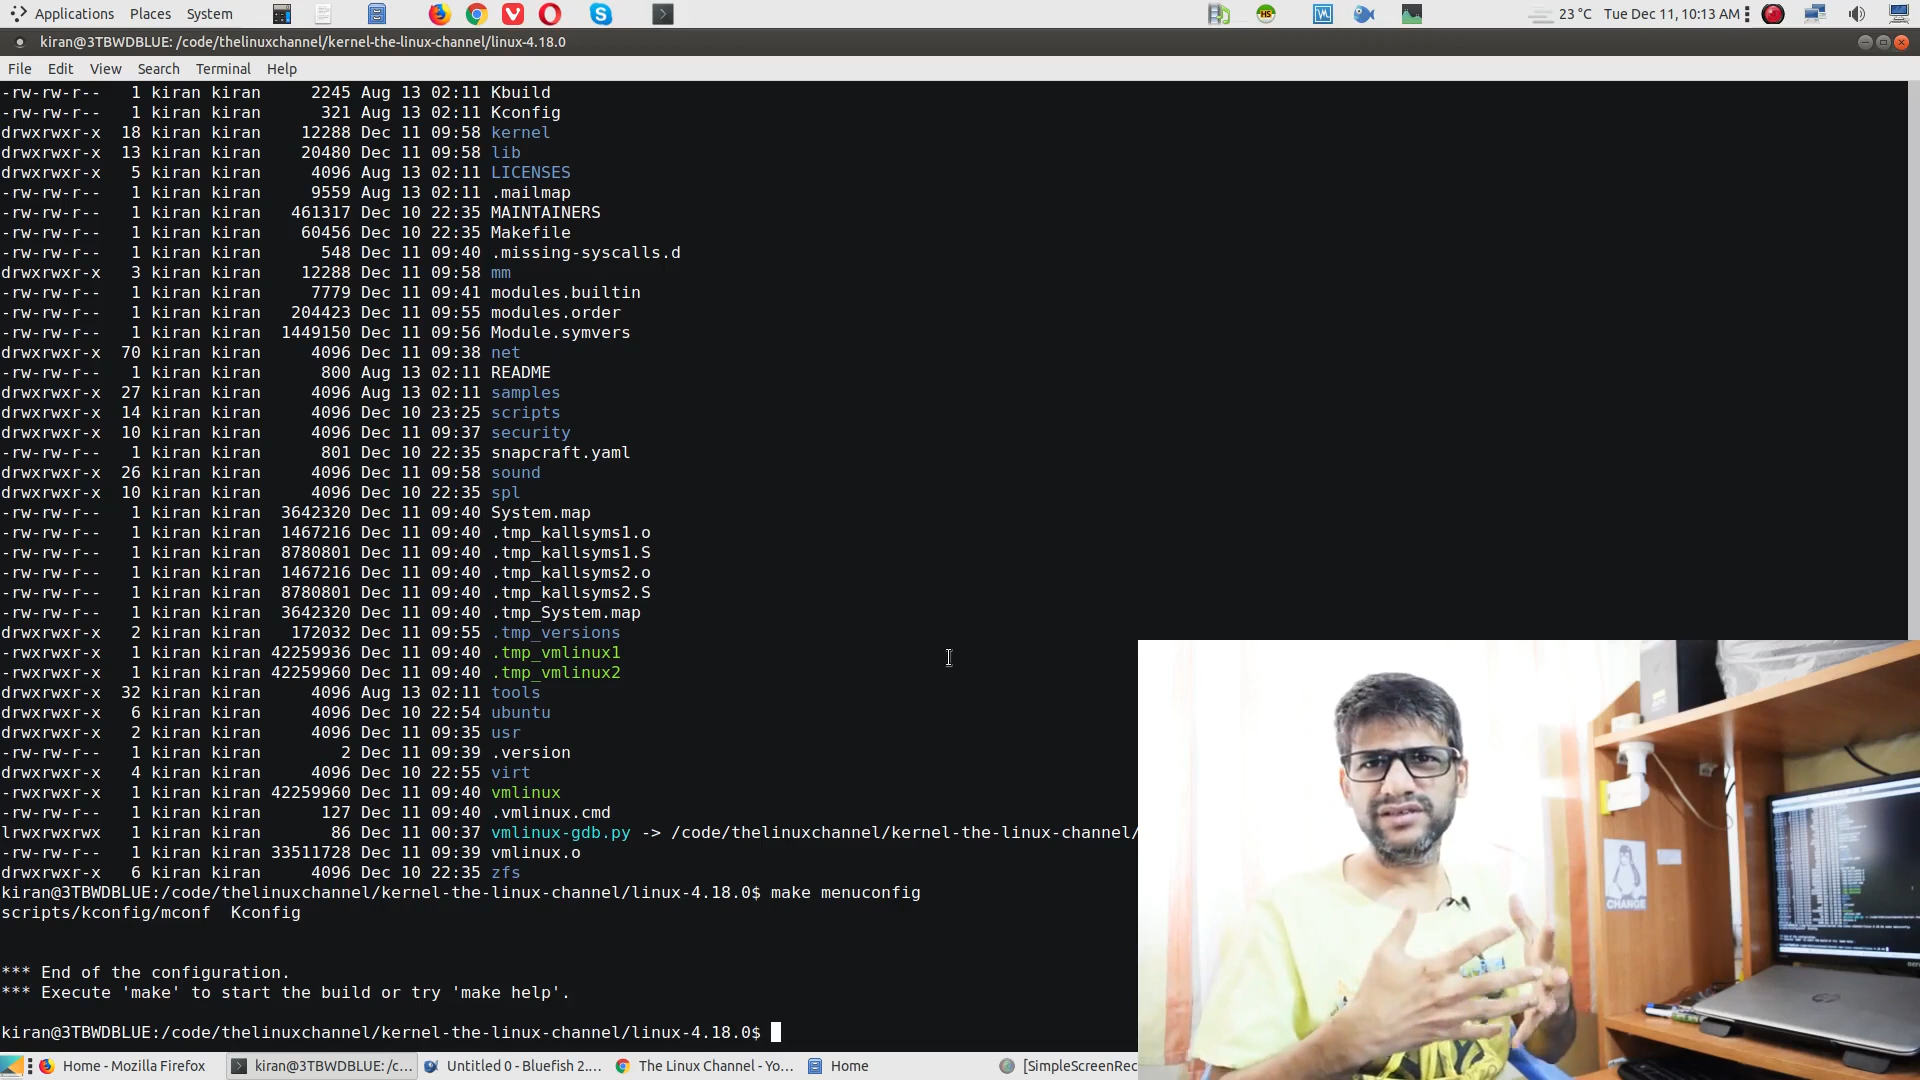 Applications Places System
23 °C Tue Dec 11, 10:13 AM
kiran@3TBWDBLUE: /code/thelinuxchannel/kernel-the-linux-channel/linux-4.18.0
File Edit View Search Terminal Help
-rw-rw-r-- 1 kiran kiran 2245 Aug 13 02:11 Kbuild
-rw-rw-r-- 1 kiran kiran 321 Aug 13 02:11 Kconfig
drwxrwxr-x 18 kiran kiran 12288 Dec 11 09:58 kernel
drwxrwxr-x 13 kiran kiran 20480 Dec 11 09:58 lib
drwxrwxr-x 5 kiran kiran 4096 Aug 13 02:11 LICENSES
-rw-rw-r-- 1 kiran kiran 9559 Aug 13 02:11 .mailmap
-rw-rw-r-- 1 kiran kiran 461317 Dec 10 22:35 MAINTAINERS
-rw-rw-r-- 1 kiran kiran 60456 Dec 10 22:35 Makefile
-rw-rw-r-- 1 kiran kiran 548 Dec 11 09:40 .missing-syscalls.d
drwxrwxr-x 3 kiran kiran 12288 Dec 11 09:58 mm
-rw-rw-r-- 1 kiran kiran 7779 Dec 11 09:41 modules.builtin
-rw-rw-r-- 1 kiran kiran 204423 Dec 11 09:55 modules.order
-rw-rw-r-- 1 kiran kiran 1449150 Dec 11 09:56 Module.symvers
drwxrwxr-x 70 kiran kiran 4096 Dec 11 09:38 net
-rw-rw-r-- 1 kiran kiran 800 Aug 13 02:11 README
drwxrwxr-x 27 kiran kiran 4096 Aug 13 02:11 samples
drwxrwxr-x 14 kiran kiran 4096 Dec 10 23:25 scripts
drwxrwxr-x 10 kiran kiran 4096 Dec 11 09:37 security
-rw-rw-r-- 1 kiran kiran 801 Dec 10 22:35 snapcraft.yaml
drwxrwxr-x 26 kiran kiran 4096 Dec 11 09:58 sound
drwxrwxr-x 10 kiran kiran 4096 Dec 10 22:35 spl
-rw-rw-r-- 1 kiran kiran 3642320 Dec 11 09:40 System.map
-rw-rw-r-- 1 kiran kiran 1467216 Dec 11 09:40 .tmp_kallsyms1.o
-rw-rw-r-- 1 kiran kiran 8780801 Dec 11 09:40 .tmp_kallsyms1.S
-rw-rw-r-- 1 kiran kiran 1467216 Dec 11 09:40 .tmp_kallsyms2.o
-rw-rw-r-- 1 kiran kiran 8780801 Dec 11 09:40 .tmp_kallsyms2.S
-rw-rw-r-- 1 kiran kiran 3642320 Dec 11 09:40 .tmp_System.map
drwxrwxr-x 2 kiran kiran 172032 Dec 11 09:55 .tmp_versions
-rwxrwxr-x 1 kiran kiran 42259936 Dec 11 09:40 .tmp_vmlinux1
-rwxrwxr-x 1 kiran kiran 42259960 Dec 11 09:40 .tmp_vmlinux2
drwxrwxr-x 32 kiran kiran 4096 Aug 13 02:11 tools
drwxrwxr-x 6 kiran kiran 4096 Dec 10 22:54 ubuntu
drwxrwxr-x 2 kiran kiran 4096 Dec 11 09:35 usr
-rw-rw-r-- 1 kiran kiran 2 Dec 11 09:39 .version
drwxrwxr-x 4 kiran kiran 4096 Dec 10 22:55 virt
-rwxrwxr-x 1 kiran kiran 42259960 Dec 11 09:40 vmlinux
-rw-rw-r-- 1 kiran kiran 127 Dec 11 09:40 .vmlinux.cmd
lrwxrwxrwx 1 kiran kiran 86 Dec 11 00:37 vmlinux-gdb.py -> /code/thelinuxchannel/kernel-the-linux-channel/
-rw-rw-r-- 1 kiran kiran 33511728 Dec 11 09:39 vmlinux.o
drwxrwxr-x 6 kiran kiran 4096 Dec 10 22:35 zfs
kiran@3TBWDBLUE:/code/thelinuxchannel/kernel-the-linux-channel/linux-4.18.0$ make menuconfig
scripts/kconfig/mconf Kconfig
*** End of the configuration.
*** Execute 'make' to start the build or try 'make help'.
kiran@3TBWDBLUE:/code/thelinuxchannel/kernel-the-linux-channel/linux-4.18.0$
CHANGE
Home - Mozilla Firefox kiran@3TBWDBLUE: /c... Untitled 0 - Bluefish 2.... The Linux Channel - Yo... Home [SimpleScreenRec